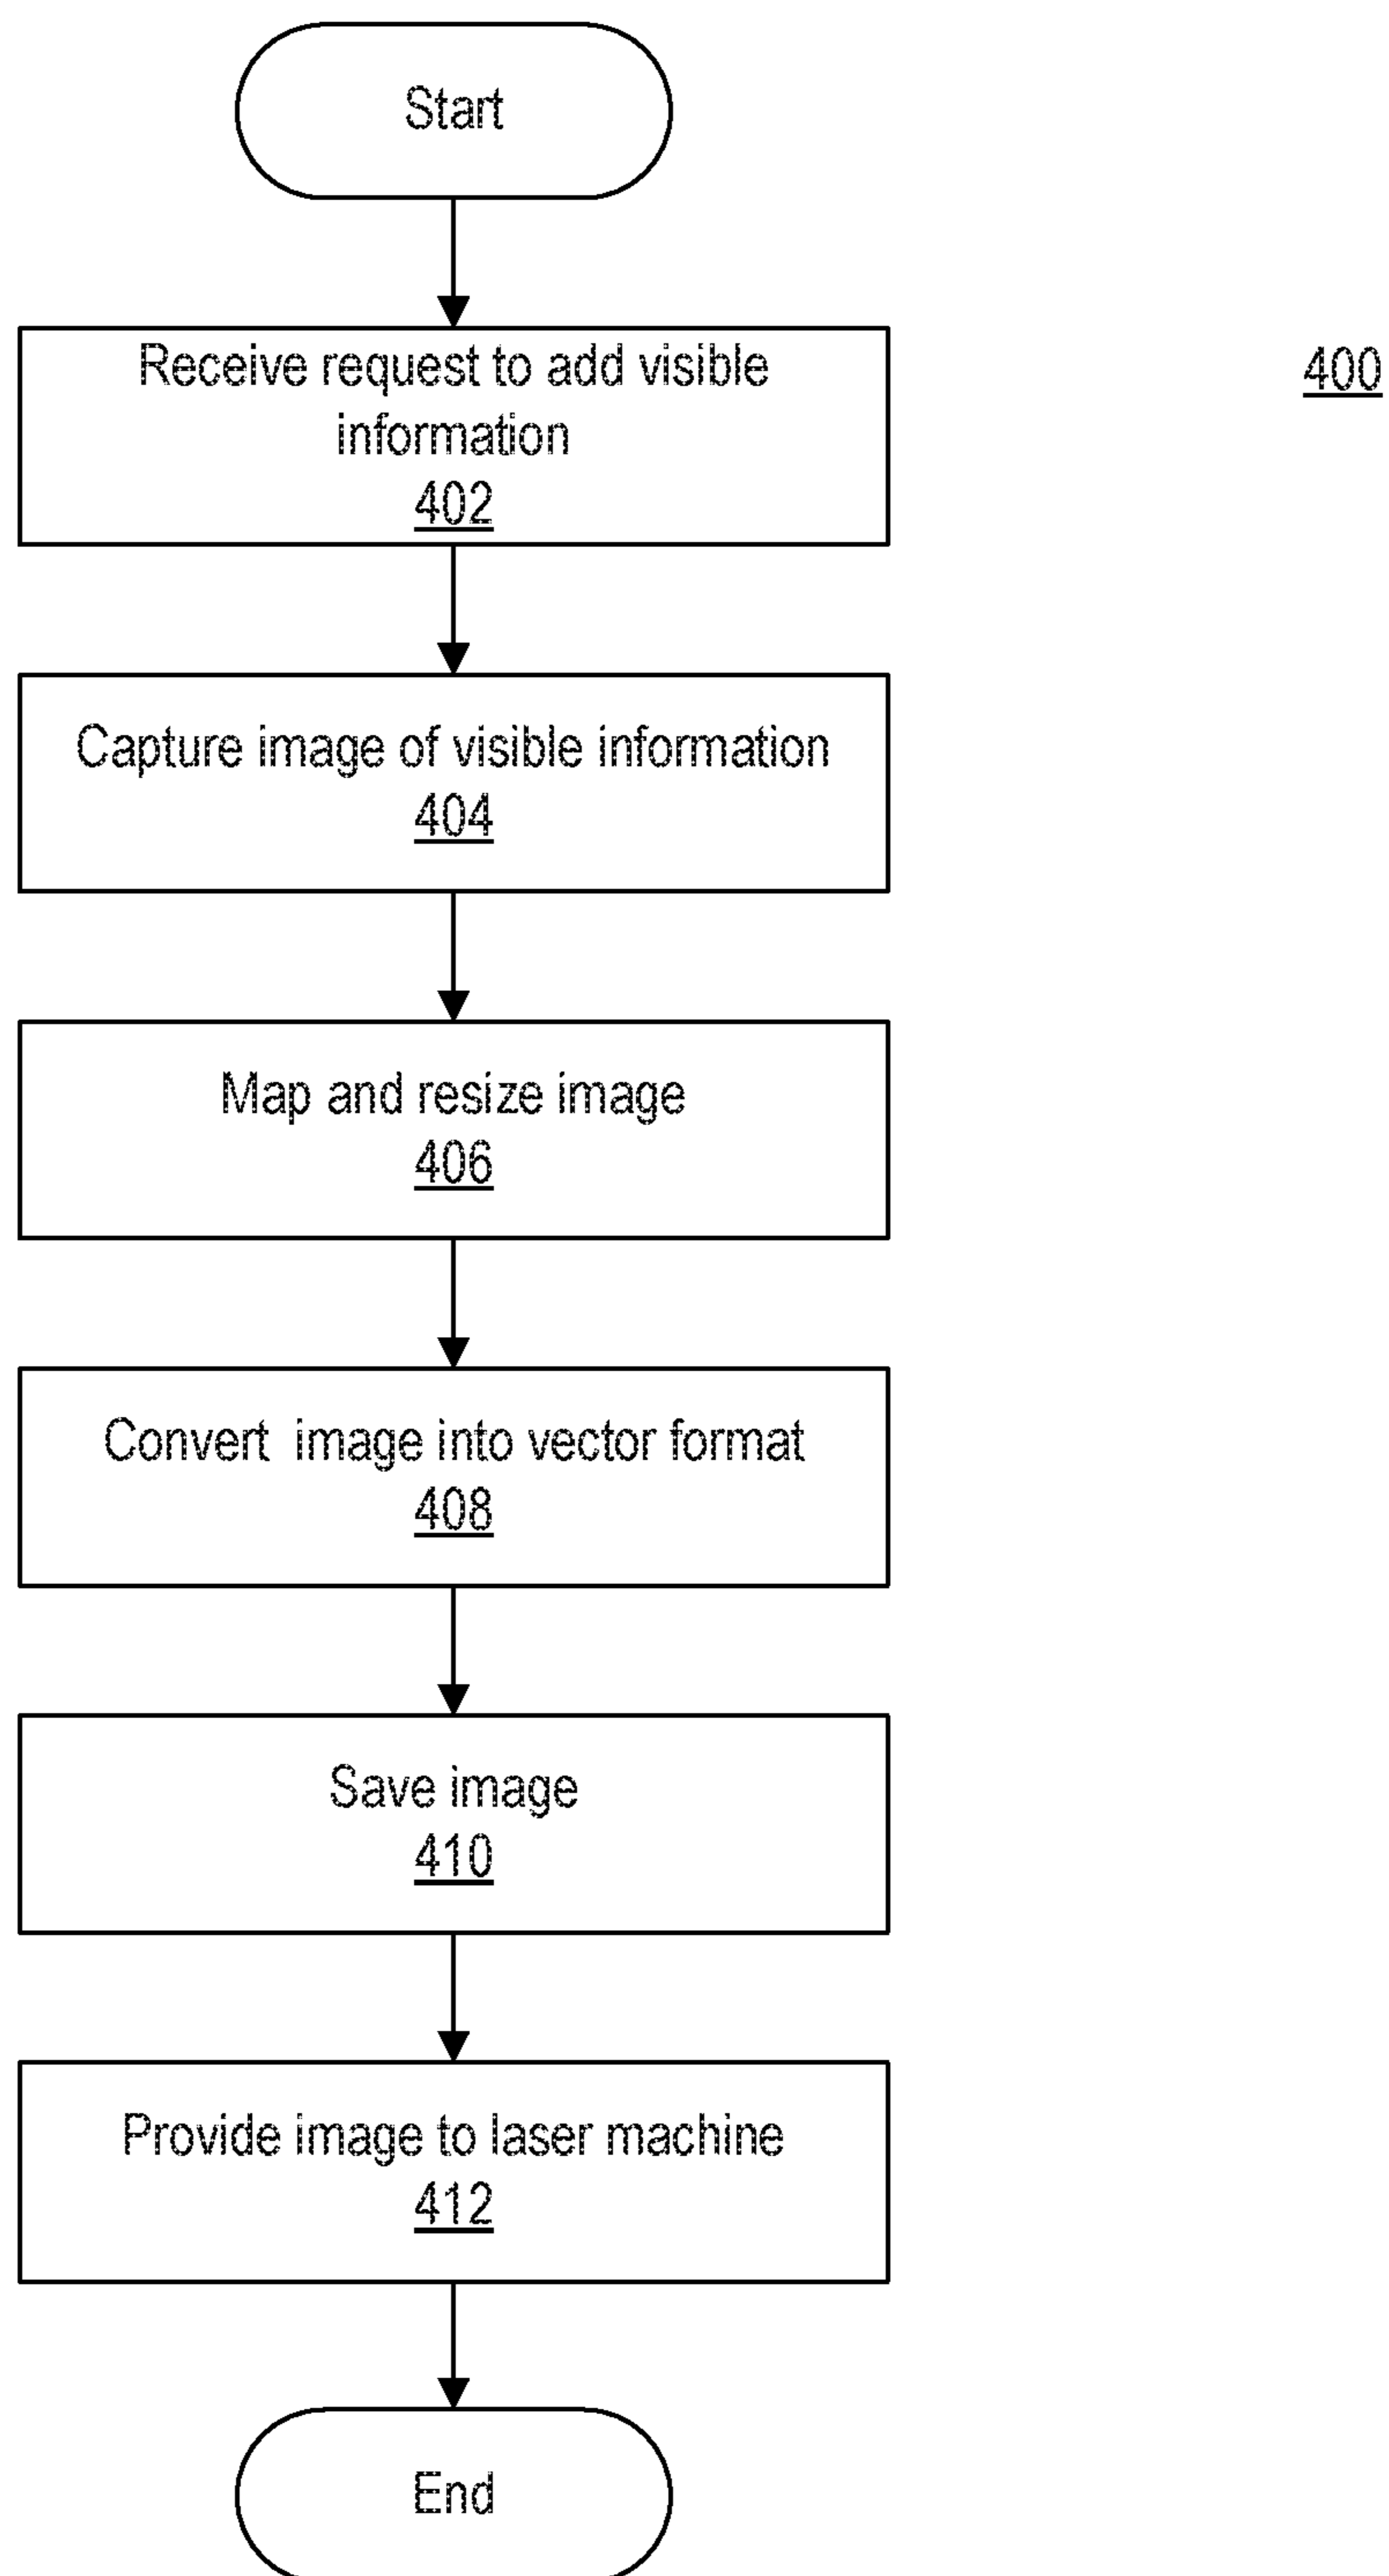 Start
Receive request to add visible
information
402
400
Capture image of visible information
404
Map and resize image
406
Convert image into vector format
408
Save image
410
Provide image to laser machine
412
End